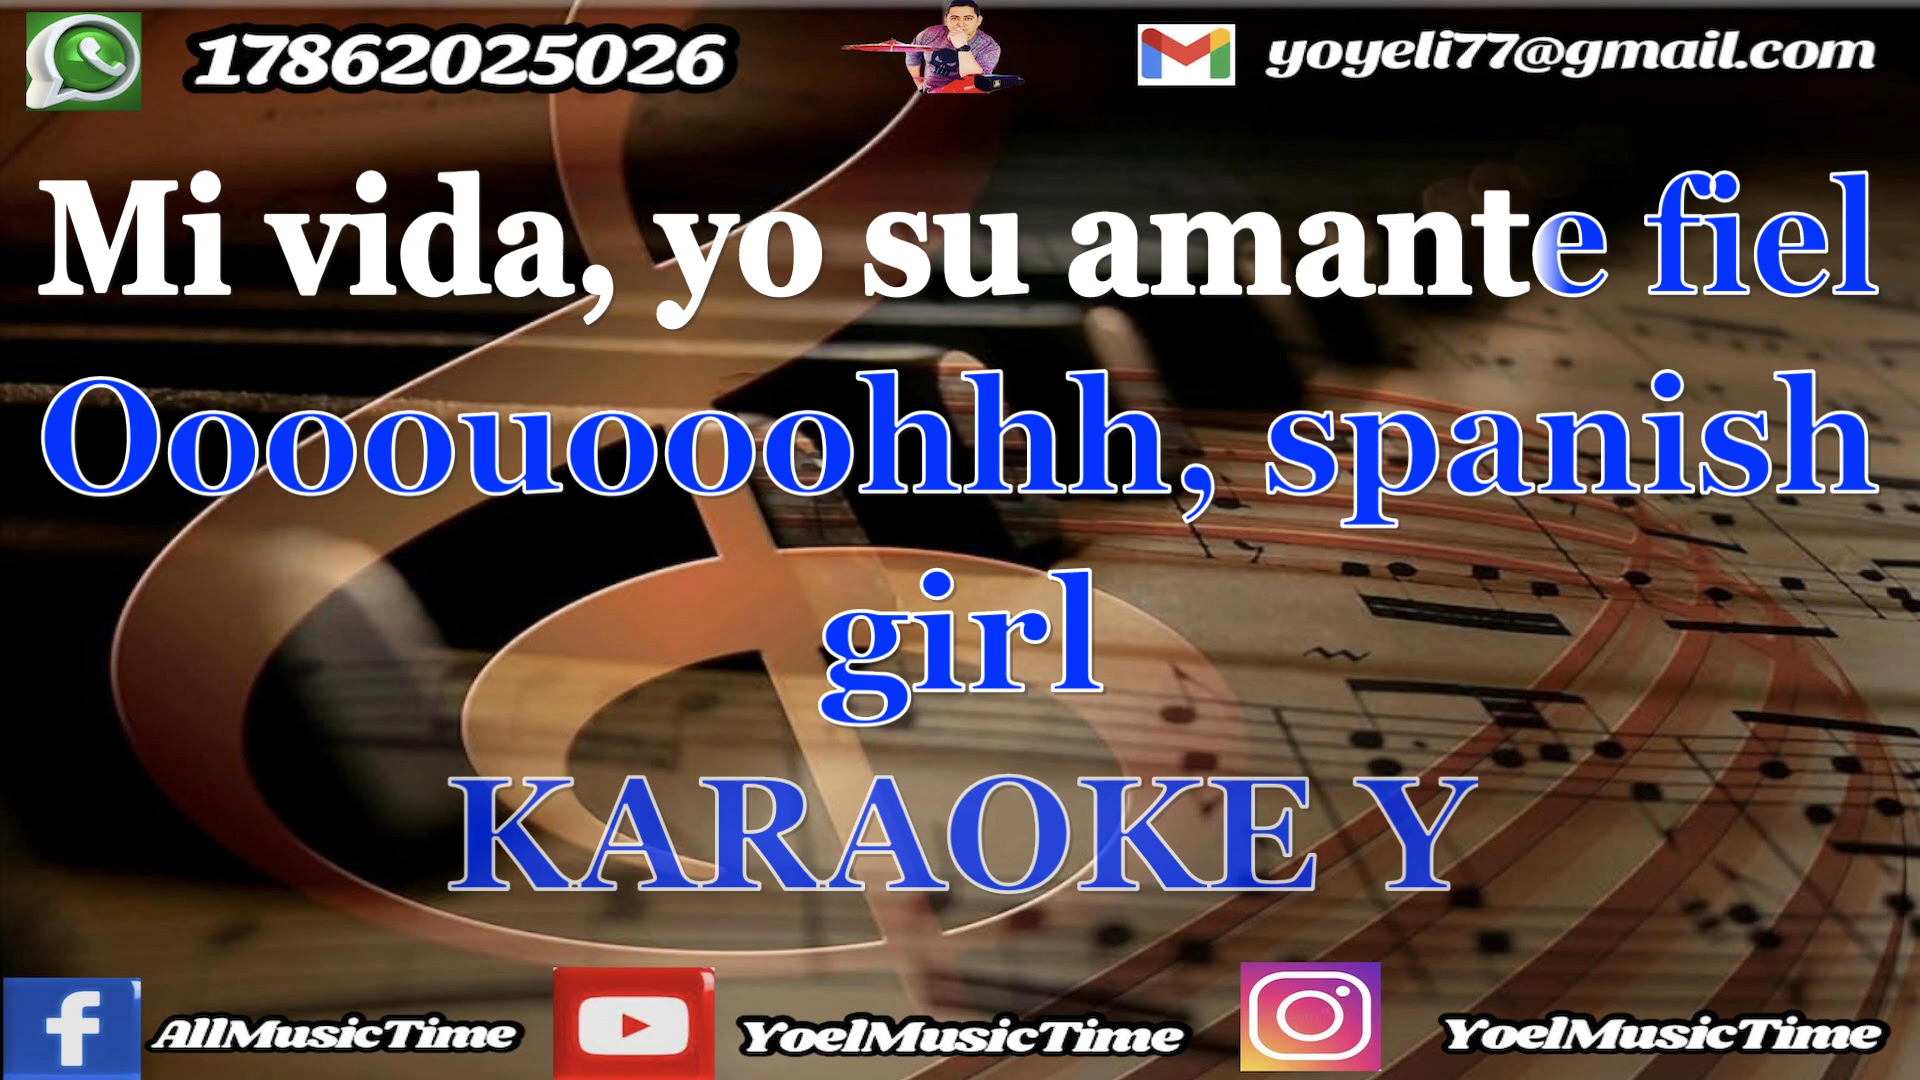 17862025026
yoyeli77@gmail.com
Mi vida, yo su amante fiel
Oooouooohhh, spanish
girl
KARAOKE Y
AllMusicTime
YoelMusicTime
YoelMusicTime